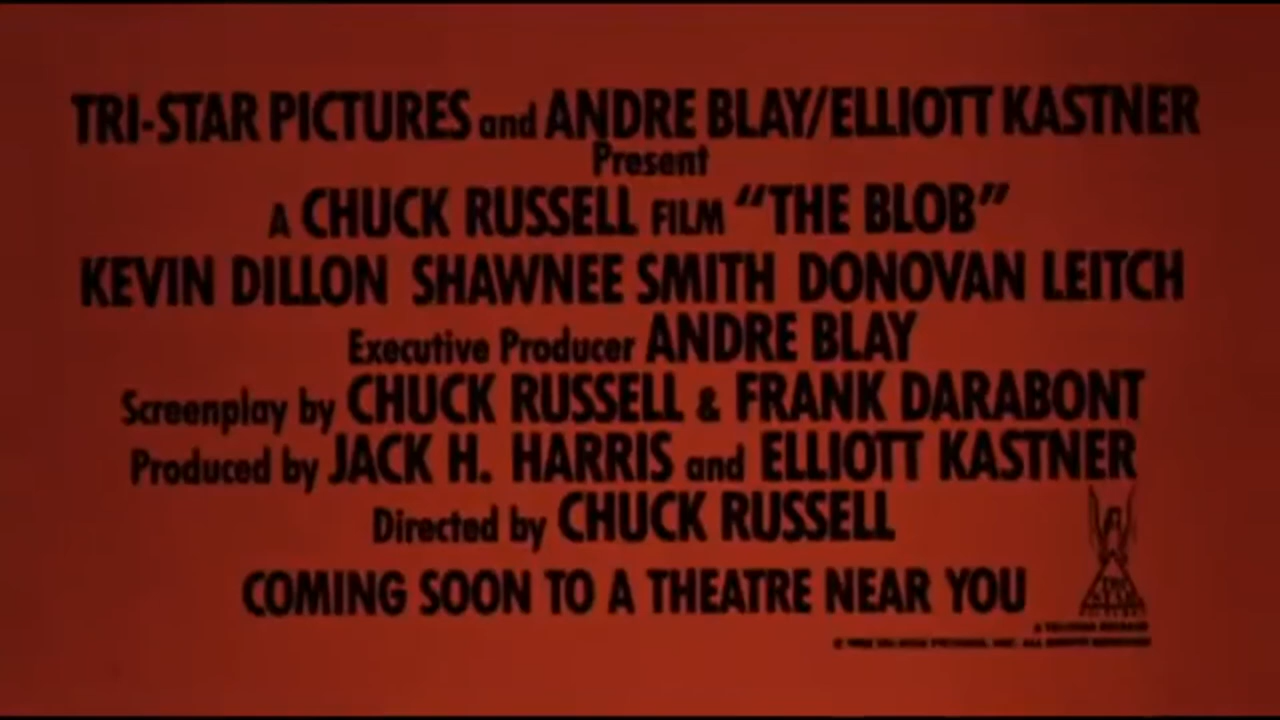 TRI-STAR PICTURES and ANDRE BLAY/ELLIOTT KASTNER
Present
A CHUCK RUSSELL FILM “THE BLOB”
KEVIN DILLON SHAWNEE SMITH DONOVAN LEITCH
Executive Producer ANDRE BLAY
Screenplay by CHUCK RUSSELL & FRANK DARABONT
Produced by JACK H. HARRIS and ELLIOTT KASTNER
Directed by CHUCK RUSSELL
COMING SOON TO A THEATRE NEAR YOU